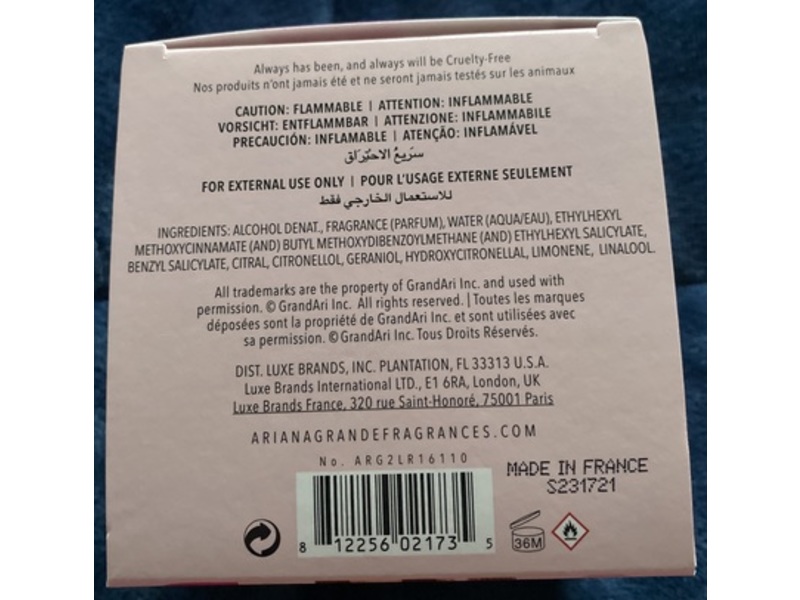 Always has been, and always will be Cruelty-Free
Nos produits n'ont jamais été et ne seront jamais testés sur les animaux
CAUTION: FLAMMABLE | ATTENTION: INFLAMMABLE
VORSICHT: ENTFLAMMBAR | ATTENZIONE: INFLAMMABILE
PRECAUCIÓN: INFLAMABLE | ATENÇÃO: INFLAMÁVEL
سَريعُ الاحتِراق
FOR EXTERNAL USE ONLY | POUR L'USAGE EXTERNE SEULEMENT
للاستعمال الخارجي فقط
INGREDIENTS: ALCOHOL DENAT., FRAGRANCE (PARFUM), WATER (AQUA/EAU), ETHYLHEXYL
METHOXYCINNAMATE (AND) BUTYL METHOXYDIBENZOYLMETHANE (AND) ETHYLHEXYL SALICYLATE,
BENZYL SALICYLATE, CITRAL, CITRONELLOL, GERANIOL, HYDROXYCITRONELLAL, LIMONENE, LINALOOL.
All trademarks are the property of GrandAri Inc. and used with
permission. © GrandAri Inc. All rights reserved. | Toutes les marques
déposées sont la propriété de GrandAri Inc. et sont utilisées avec
sa permission. © GrandAri Inc. Tous Droits Réservés.
DIST. LUXE BRANDS, INC. PLANTATION, FL 33313 U.S.A.
Luxe Brands International LTD., E1 6RA, London, UK
Luxe Brands France, 320 rue Saint-Honoré, 75001 Paris
ARIANAGRANDEFRAGRANCES.COM
No. ARG2LR16110
MADE IN FRANCE
S231721
8 12256 02173 5
36M